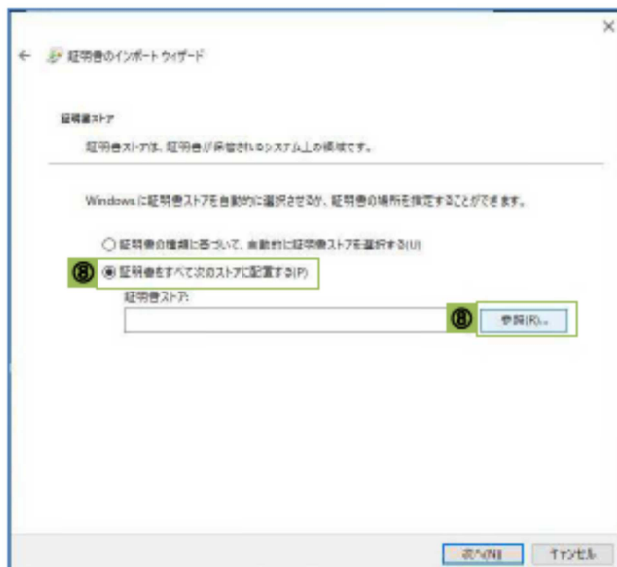 ×
← 証明書のインポート ウィザード
証明書ストア
証明書ストアは、証明書が保管されるシステム上の領域です。
Windows に証明書ストアを自動的に選択させるか、証明書の場所を指定することができます。
証明書の種類に基づいて、自動的に証明書ストアを選択する(U)
⑧ 証明書をすべて次のストアに配置する(P)
証明書ストア:
⑧ 参照(R)...
次へ(N) キャンセル